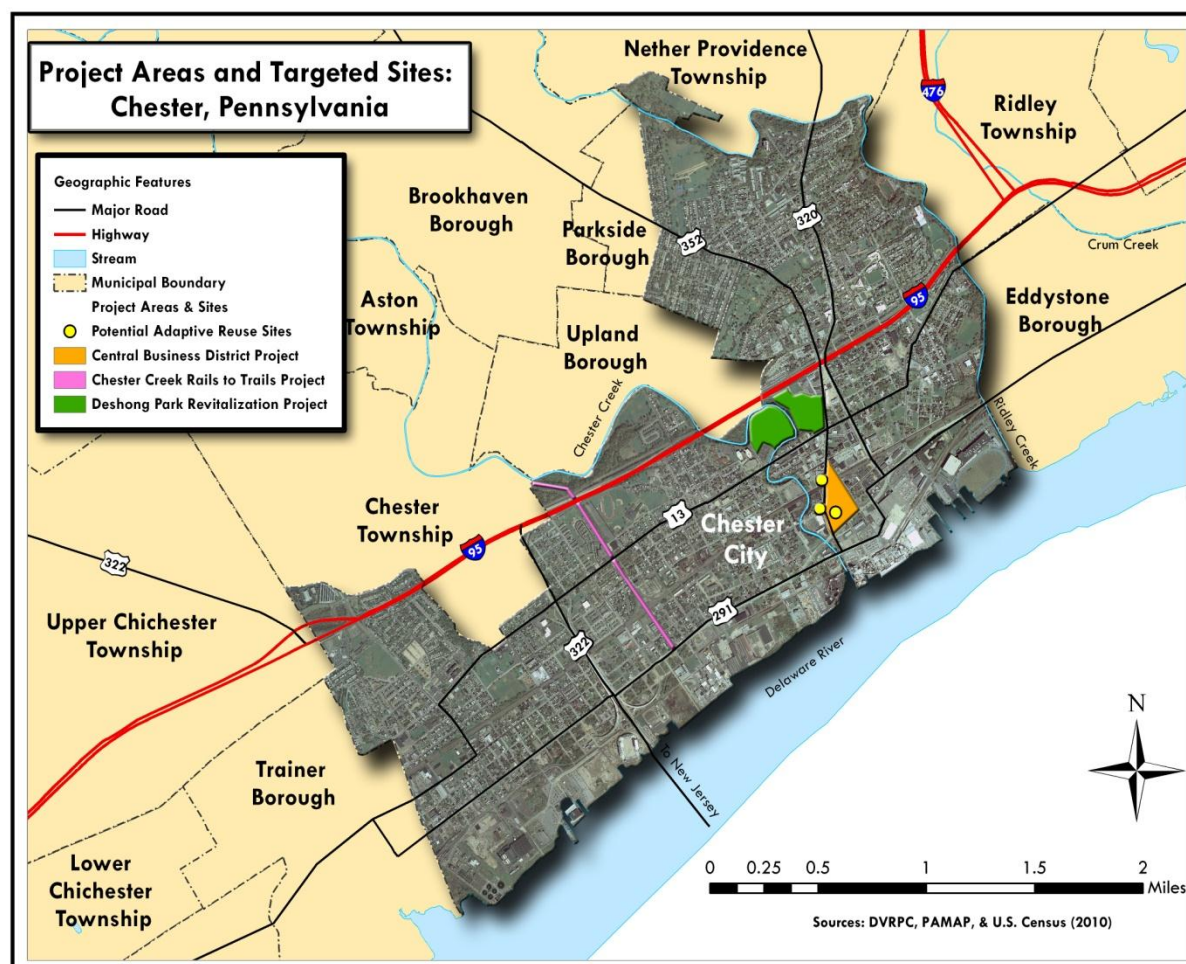 Project Areas and Targeted Sites:
Chester, Pennsylvania
Geographic Features
Major Road
Highway
Stream
Municipal Boundary
Project Areas & Sites
Potential Adaptive Reuse Sites
Central Business District Project
Chester Creek Rails to Trails Project
Deshong Park Revitalization Project
Nether Providence
Township
476
Ridley
Township
Brookhaven
Borough
Parkside
Borough
320
352
Crum Creek
95
Eddystone
Borough
Aston
Township
Upland
Borough
Chester Creek
Ridley Creek
Chester
Township
13
Chester
City
95
322
291
322
Upper Chichester
Township
Delaware River
To New Jersey
Trainer
Borough
Lower
Chichester
Township
N
0 0.25 0.5 1 1.5 2
Miles
Sources: DVRPC, PAMAP, & U.S. Census (2010)